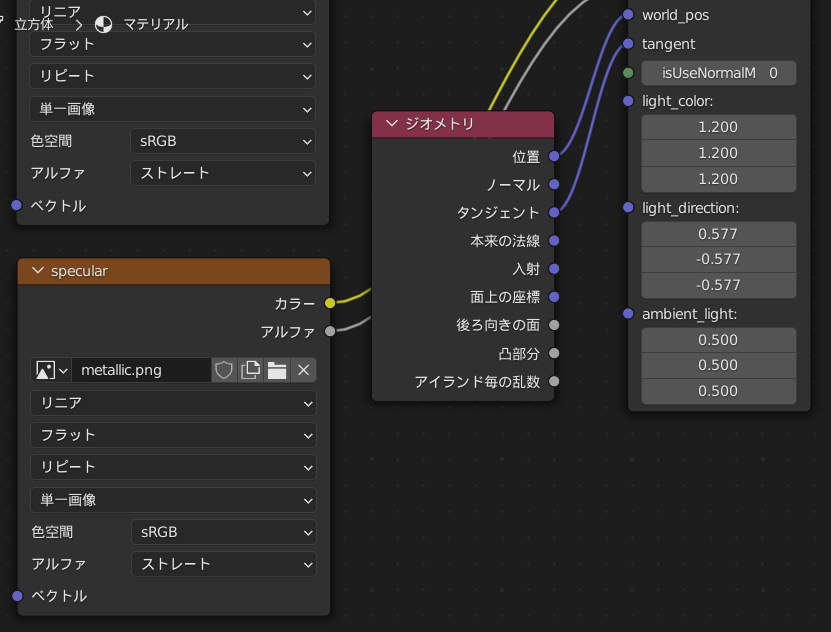 リニア
立方体 マテリアル
フラット
リピート
単一画像
色空間 sRGB
アルファ ストレート
ベクトル
specular
カラー
アルファ
metallic.png
リニア
フラット
リピート
単一画像
色空間 sRGB
アルファ ストレート
ベクトル
ジオメトリ
位置
ノーマル
タンジェント
本来の法線
入射
面上の座標
後ろ向きの面
凸部分
アイランド毎の乱数
world_pos
tangent
isUseNormalM 0
light_color:
1.200
1.200
1.200
light_direction:
0.577
-0.577
-0.577
ambient_light:
0.500
0.500
0.500